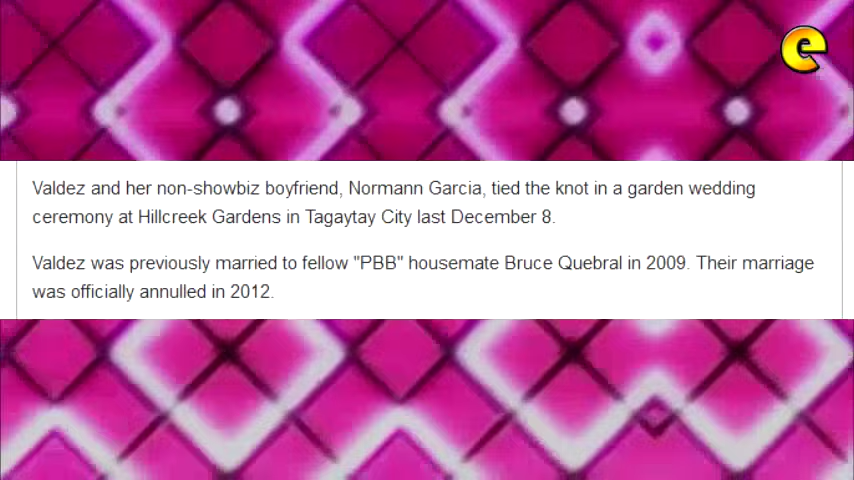 e
Valdez and her non-showbiz boyfriend, Normann Garcia, tied the knot in a garden wedding
ceremony at Hillcreek Gardens in Tagaytay City last December 8.
Valdez was previously married to fellow "PBB" housemate Bruce Quebral in 2009. Their marriage
was officially annulled in 2012.